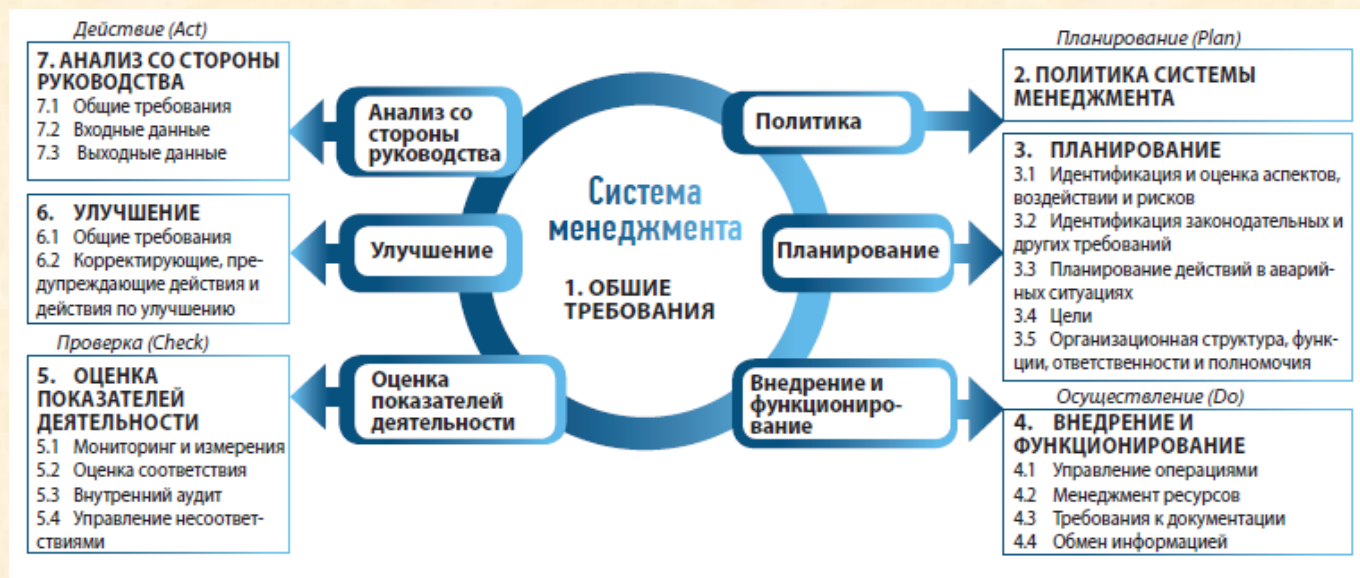 Действие (Act)
7. АНАЛИЗ СО СТОРОНЫ
РУКОВОДСТВА
7.1 Общие требования
7.2 Входные данные
7.3 Выходные данные
6. УЛУЧШЕНИЕ
6.1 Общие требования
6.2 Корректирующие, пре-
дупреждающие действия и
действия по улучшению
Проверка (Check)
5. ОЦЕНКА
ПОКАЗАТЕЛЕЙ
ДЕЯТЕЛЬНОСТИ
5.1 Мониторинг и измерения
5.2 Оценка соответствия
5.3 Внутренний аудит
5.4 Управление несоответ-
ствиями
Анализ со
стороны
руководства
Улучшение
Оценка
показателей
деятельности
Система
менеджмента
1. ОБШИЕ
ТРЕБОВАНИЯ
Политика
Планирование
Внедрение и
функциониро-
вание
Планирование (Plan)
2. ПОЛИТИКА СИСТЕМЫ
МЕНЕДЖМЕНТА
3. ПЛАНИРОВАНИЕ
3.1 Идентификация и оценка аспектов,
воздействии и рисков
3.2 Идентификация законодательных и
других требований
3.3 Планирование действий в аварий-
ных ситуациях
3.4 Цели
3.5 Организационная структура, функ-
ции, ответственности и полномочия
Осуществление (Do)
4. ВНЕДРЕНИЕ И
ФУНКЦИОНИРОВАНИЕ
4.1 Управление операциями
4.2 Менеджмент ресурсов
4.3 Требования к документации
4.4 Обмен информацией